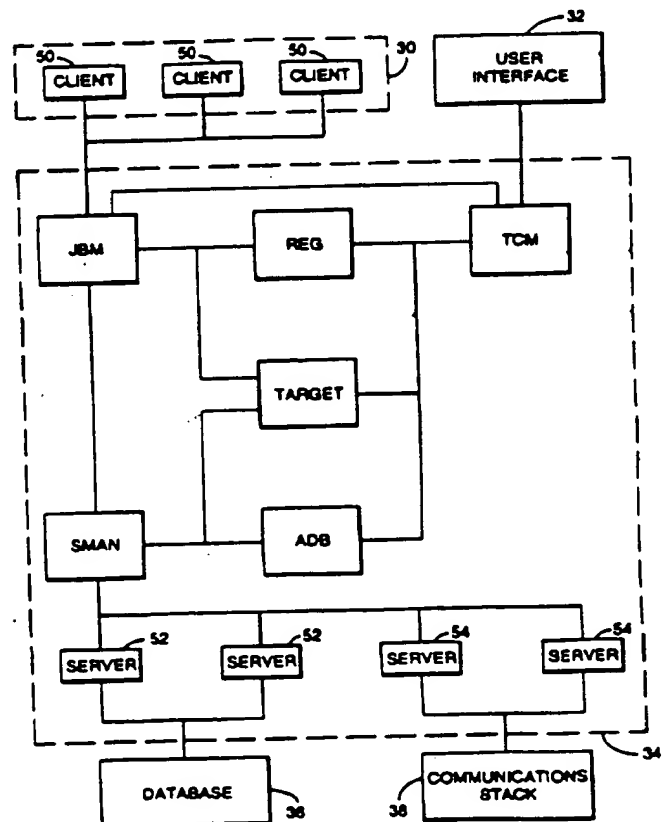 50 50 50 32
CLIENT CLIENT CLIENT 30
USER
INTERFACE
JBM REG TCM
TARGET
SMAN ADB
52 52 54 54
SERVER SERVER SERVER SERVER
34
DATABASE 36
COMMUNICATIONS
STACK 38